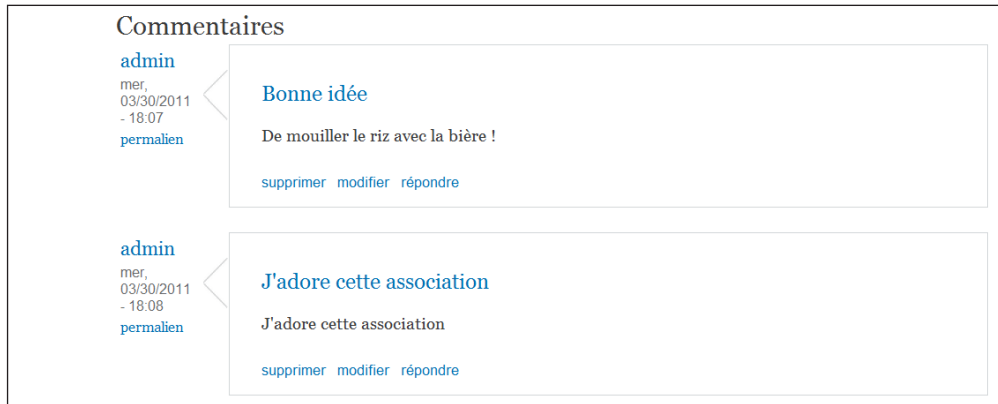 Commentaires
admin
mer,
03/30/2011
- 18:07
permalien
Bonne idée
De mouiller le riz avec la bière !
supprimer modifier répondre
admin
mer,
03/30/2011
- 18:08
permalien
J'adore cette association
J'adore cette association
supprimer modifier répondre